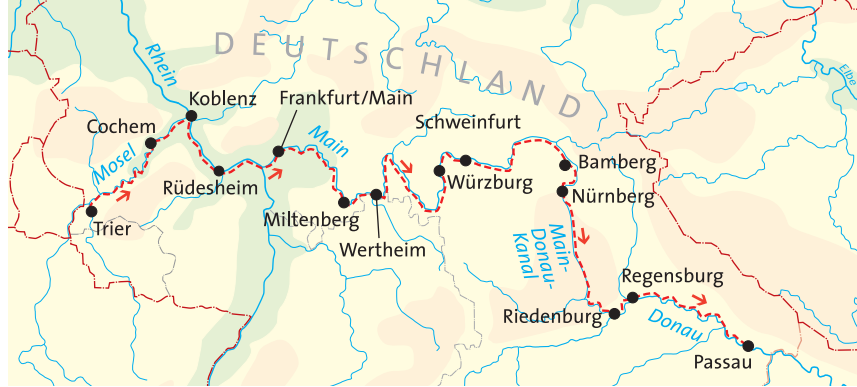 DEUTSCHLAND
Rhein
Elbe
Koblenz
Frankfurt/Main
Cochem
Main
Schweinfurt
Mosel
Bamberg
Rüdesheim
Würzburg
Nürnberg
Trier
Miltenberg
Wertheim
Main-
Donau-
Kanal
Regensburg
Riedenburg
Donau
Passau